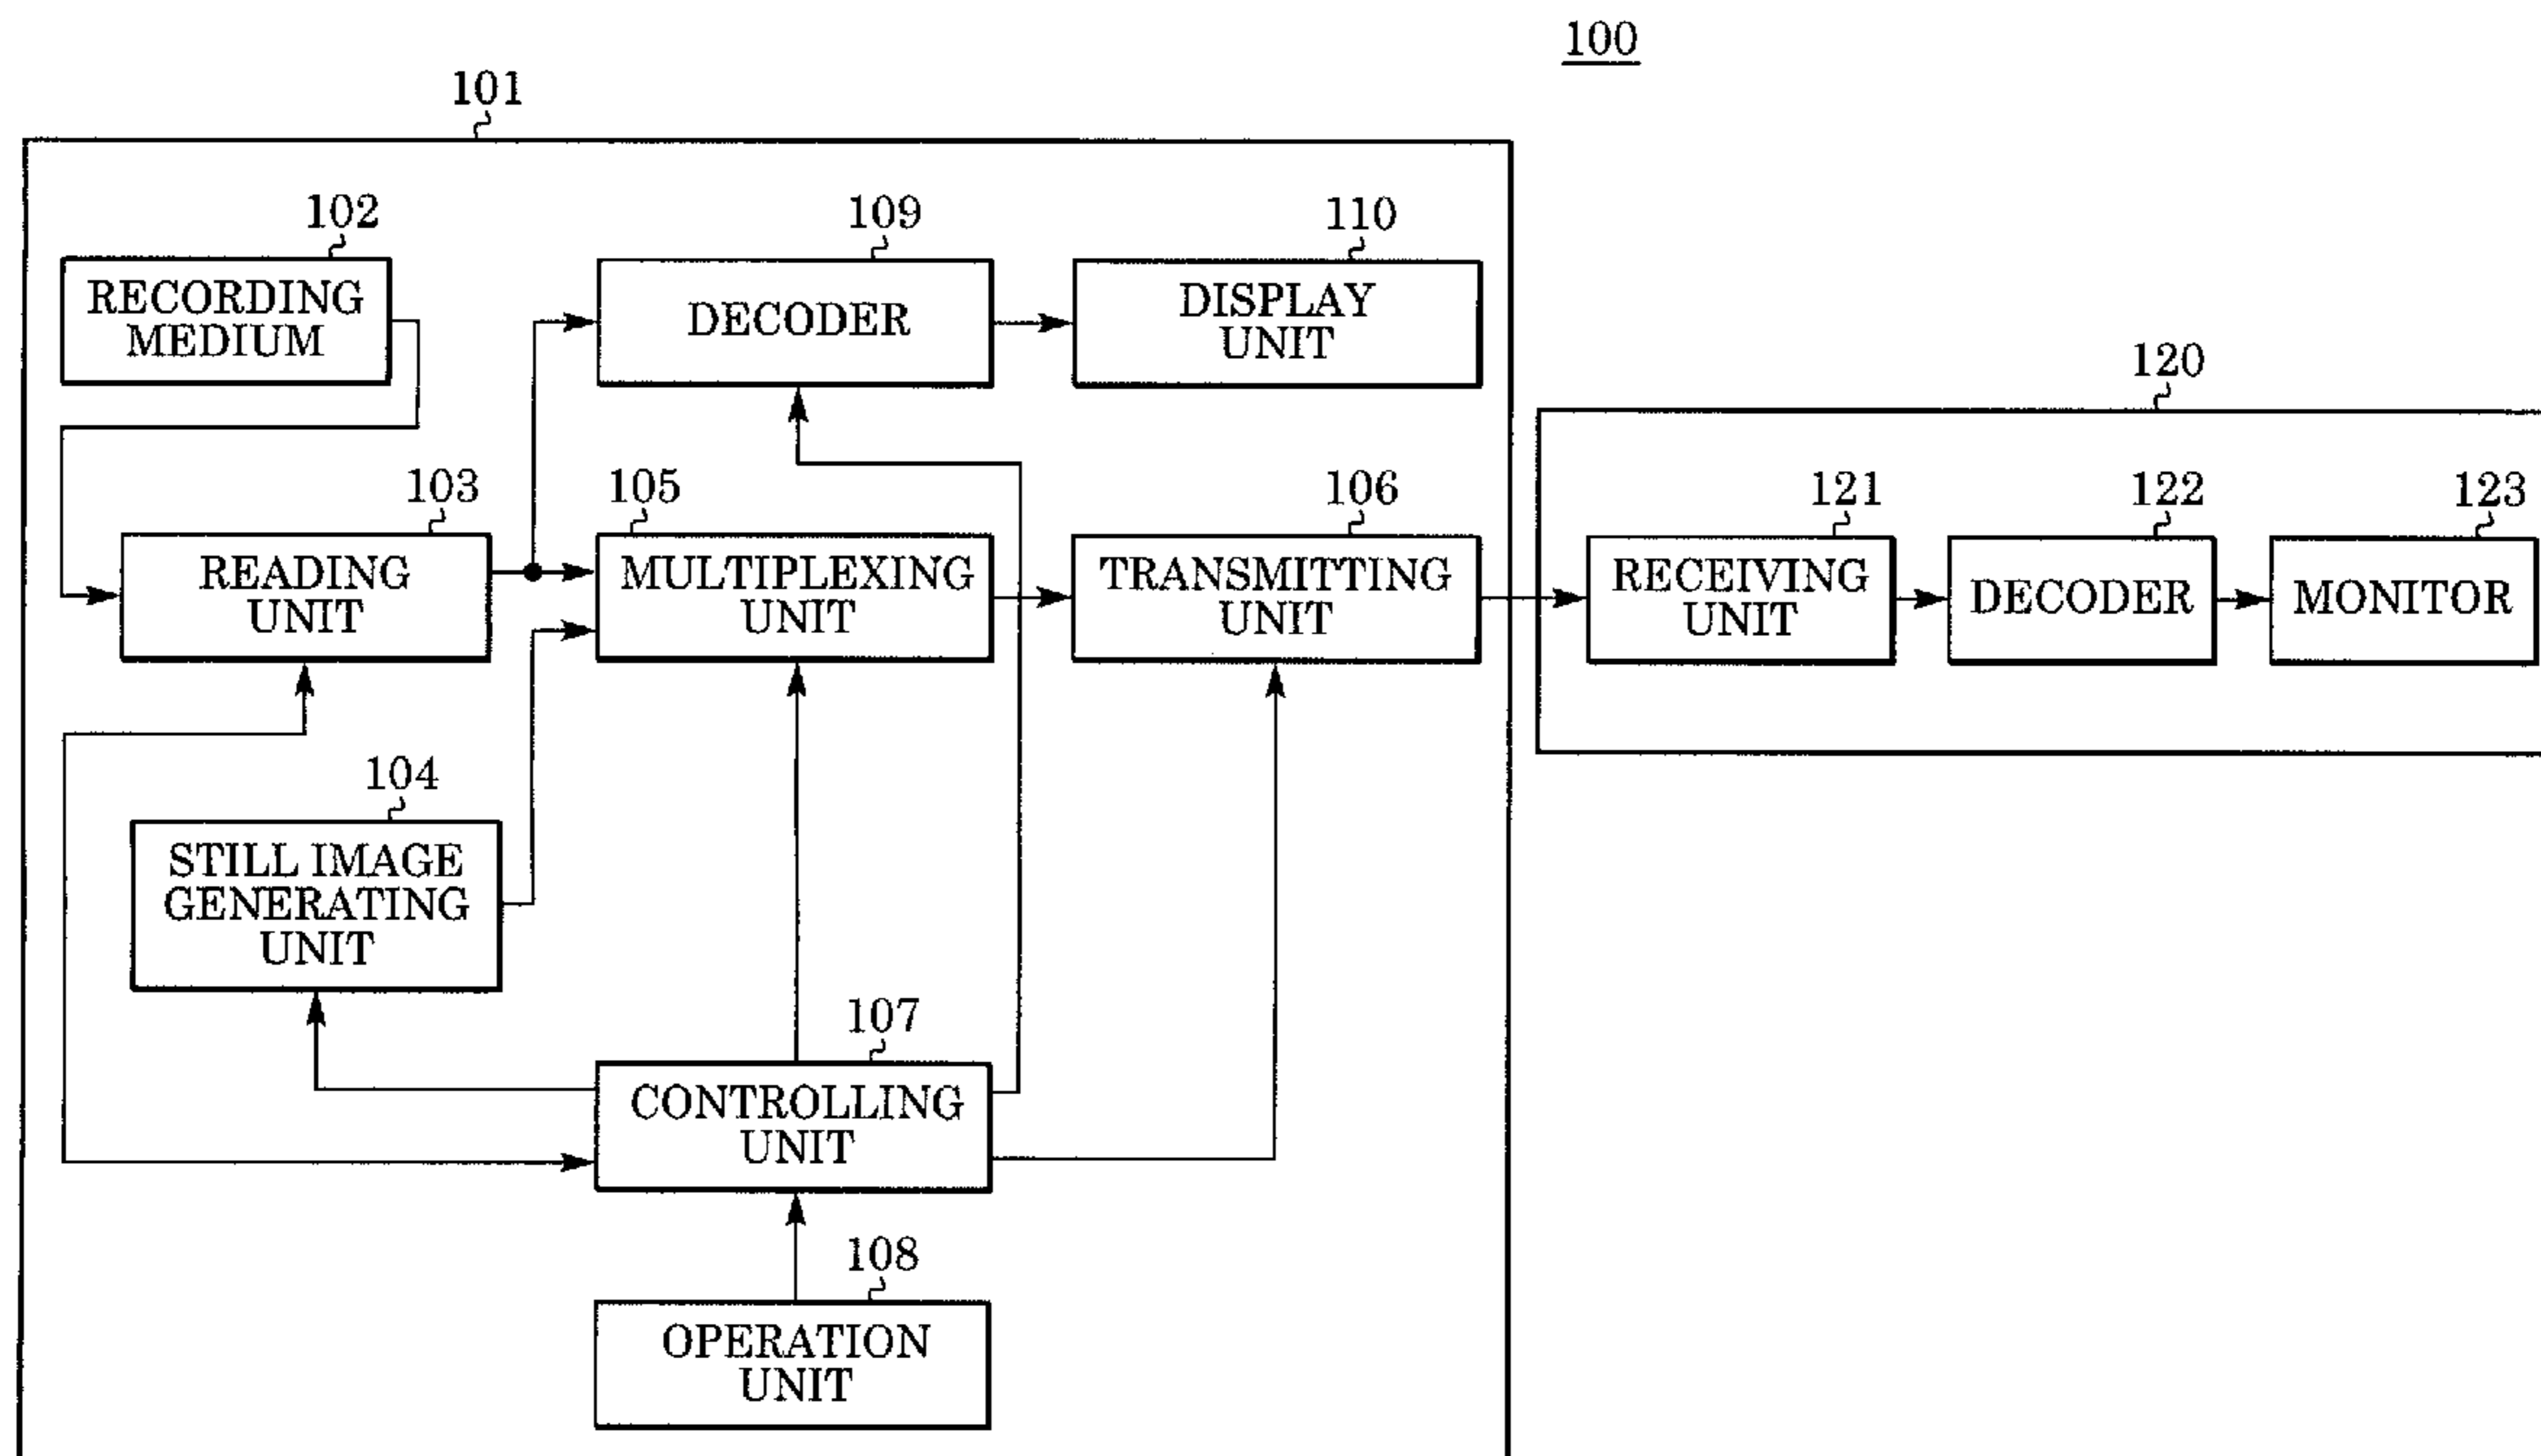 100
101
102
RECORDING
MEDIUM
109
DECODER
110
DISPLAY
UNIT
120
103
READING
UNIT
105
MULTIPLEXING
UNIT
106
TRANSMITTING
UNIT
121
RECEIVING
UNIT
122
DECODER
123
MONITOR
104
STILL IMAGE
GENERATING
UNIT
107
CONTROLLING
UNIT
108
OPERATION
UNIT